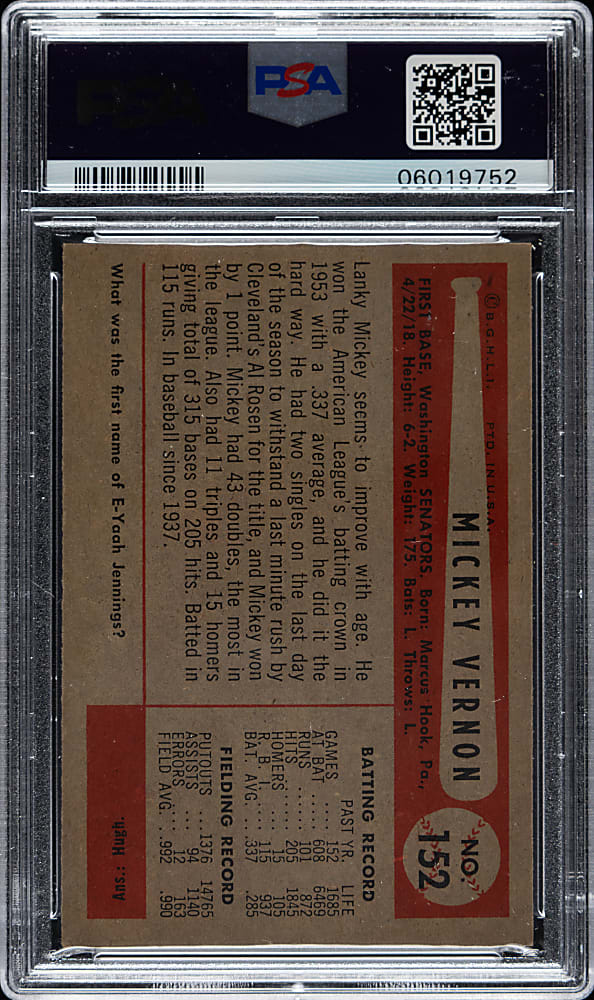 PSA
06019752
© B.G.H.L.I. PTD. IN U.S.A.
MICKEY VERNON
NO:
152
FIRST BASE, Washington SENATORS. Born: Marcus Hook, Pa.,
4/22/18. Height: 6-2. Weight: 175. Bats: L. Throws: L.
Lanky Mickey seems to improve with age. He
won the American League's batting crown in
1953 with a .337 average, and he did it the
hard way. He had two singles on the last day
of the season to withstand a last minute rush by
Cleveland's Al Rosen for the title, and Mickey won
by 1 point. Mickey had 43 doubles, the most in
the league. Also had 11 triples and 15 homers
giving total of 315 bases on 205 hits. Batted in
115 runs. In baseball since 1937.
BATTING RECORD
PAST YR. LIFE
GAMES .... 152 1685
AT BAT .... 608 6469
RUNS .... 101 872
HITS .... 205 1845
HOMERS .... 15 105
R. B. I. .... 115 937
BAT. AVG. .. .337 .285
FIELDING RECORD
PUTOUTS ... 1376 14765
ASSISTS ... 94 1140
ERRORS ... 12 163
FIELD AVG. .992 .990
What was the first name of E-Yaah Jennings?
Ans.: Hugh.